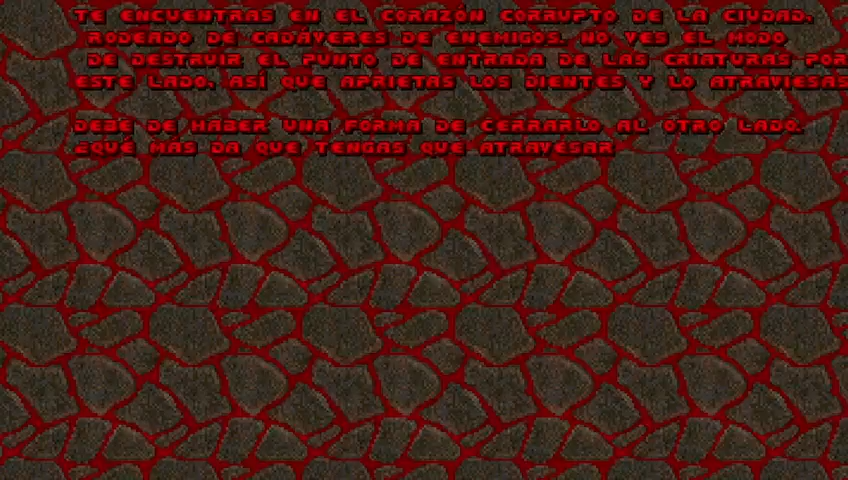 TE ENCUENTRAS EN EL CORAZÓN CORRUPTO DE LA CIUDAD,
RODEADO DE CADÁVERES DE ENEMIGOS. NO VES EL MODO
DE DESTRUIR EL PUNTO DE ENTRADA DE LAS CRIATURAS POR
ESTE LADO, ASÍ QUE APRIETAS LOS DIENTES Y LO ATRAVIESAS
DEBE DE HABER UNA FORMA DE CERRARLO AL OTRO LADO.
¿QUÉ MÁS DA QUE TENGAS QUE ATRAVESAR